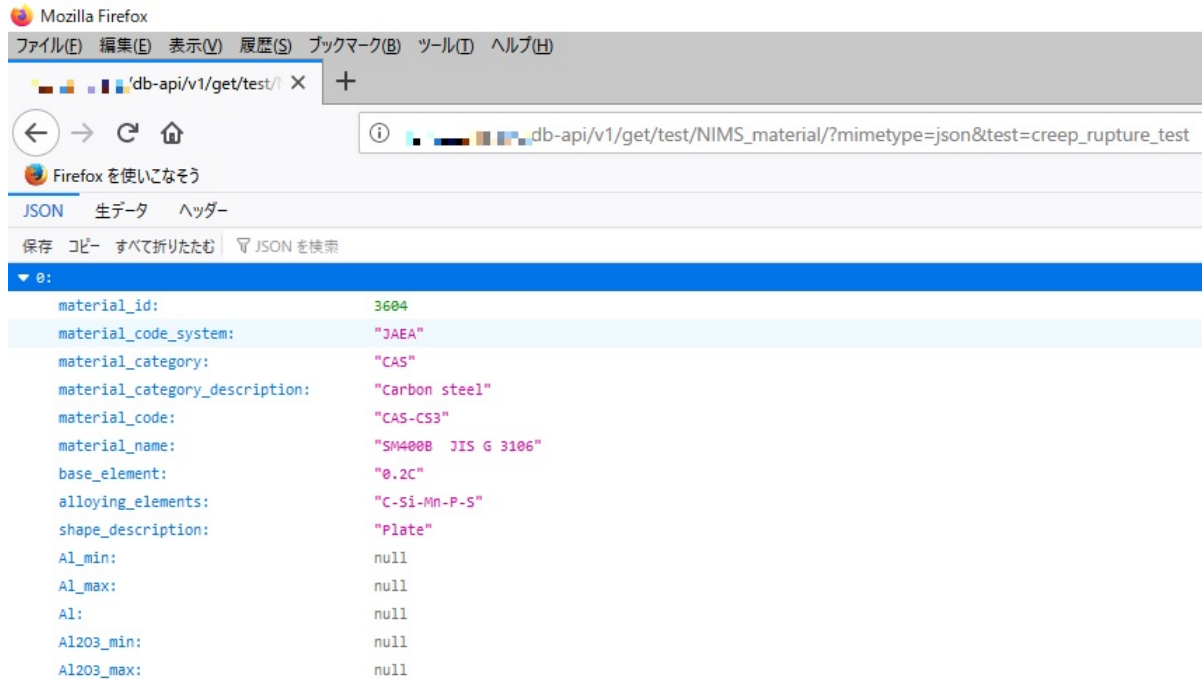 Mozilla Firefox
ファイル(F) 編集(E) 表示(V) 履歴(S) ブックマーク(B) ツール(T) ヘルプ(H)
/db-api/v1/get/test/
db-api/v1/get/test/NIMS_material/?mimetype=json&test=creep_rupture_test
Firefox を使いこなそう
JSON 生データ ヘッダー
保存 コピー すべて折りたたむ JSON を検索
0:
material_id: 3604
material_code_system: "JAEA"
material_category: "CAS"
material_category_description: "Carbon steel"
material_code: "CAS-CS3"
material_name: "SM400B  JIS G 3106"
base_element: "0.2C"
alloying_elements: "C-Si-Mn-P-S"
shape_description: "Plate"
Al_min: null
Al_max: null
Al: null
Al2O3_min: null
Al2O3_max: null